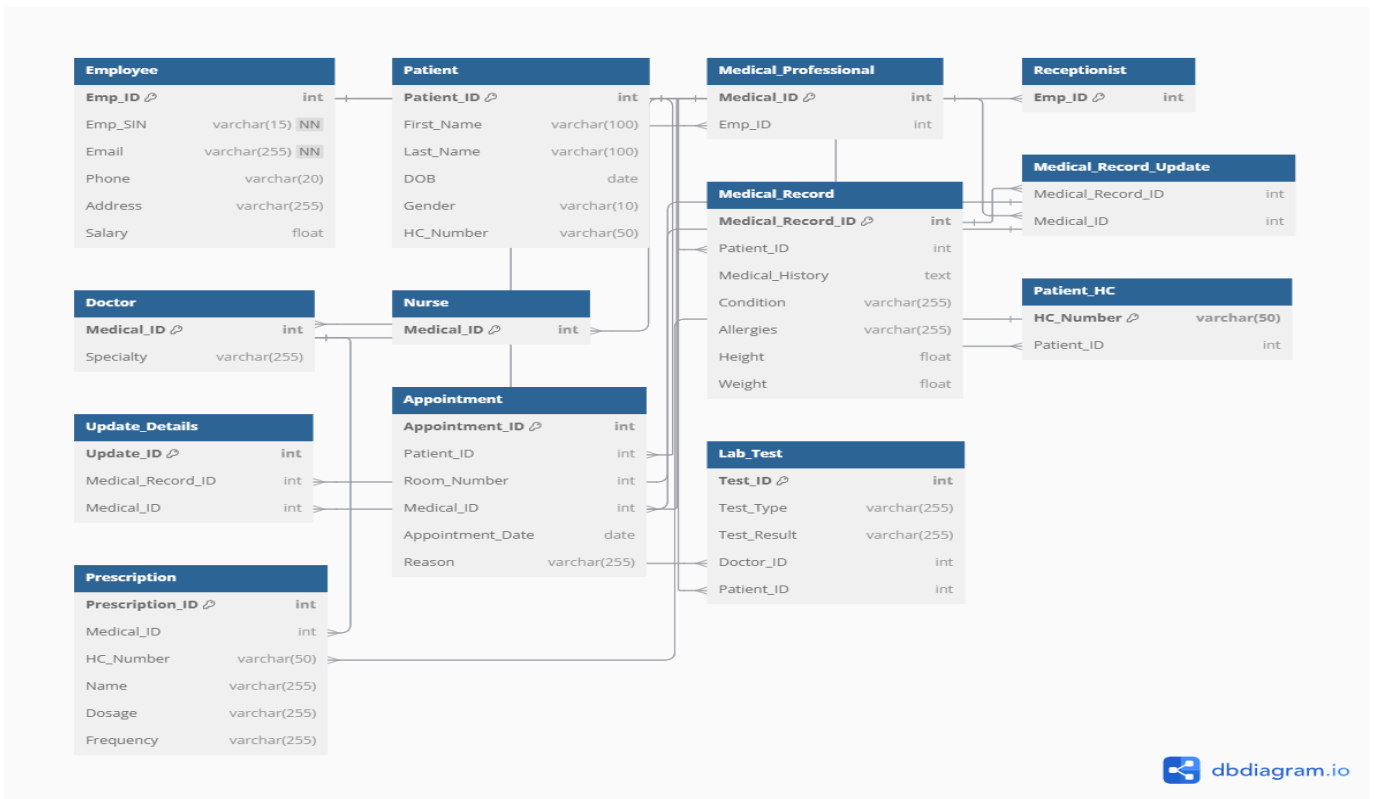 Employee
Emp_ID int
Emp_SIN varchar(15) NN
Email varchar(255) NN
Phone varchar(20)
Address varchar(255)
Salary float
Patient
Patient_ID int
First_Name varchar(100)
Last_Name varchar(100)
DOB date
Gender varchar(10)
HC_Number varchar(50)
Medical_Professional
Medical_ID int
Emp_ID int
Receptionist
Emp_ID int
Medical_Record_Update
Medical_Record_ID int
Medical_ID int
Medical_Record
Medical_Record_ID int
Patient_ID int
Medical_History text
Condition varchar(255)
Allergies varchar(255)
Height float
Weight float
Patient_HC
HC_Number varchar(50)
Patient_ID int
Doctor
Medical_ID int
Specialty varchar(255)
Nurse
Medical_ID int
Appointment
Appointment_ID int
Patient_ID int
Room_Number int
Medical_ID int
Appointment_Date date
Reason varchar(255)
Update_Details
Update_ID int
Medical_Record_ID int
Medical_ID int
Lab_Test
Test_ID int
Test_Type varchar(255)
Test_Result varchar(255)
Doctor_ID int
Patient_ID int
Prescription
Prescription_ID int
Medical_ID int
HC_Number varchar(50)
Name varchar(255)
Dosage varchar(255)
Frequency varchar(255)
dbdiagram.io